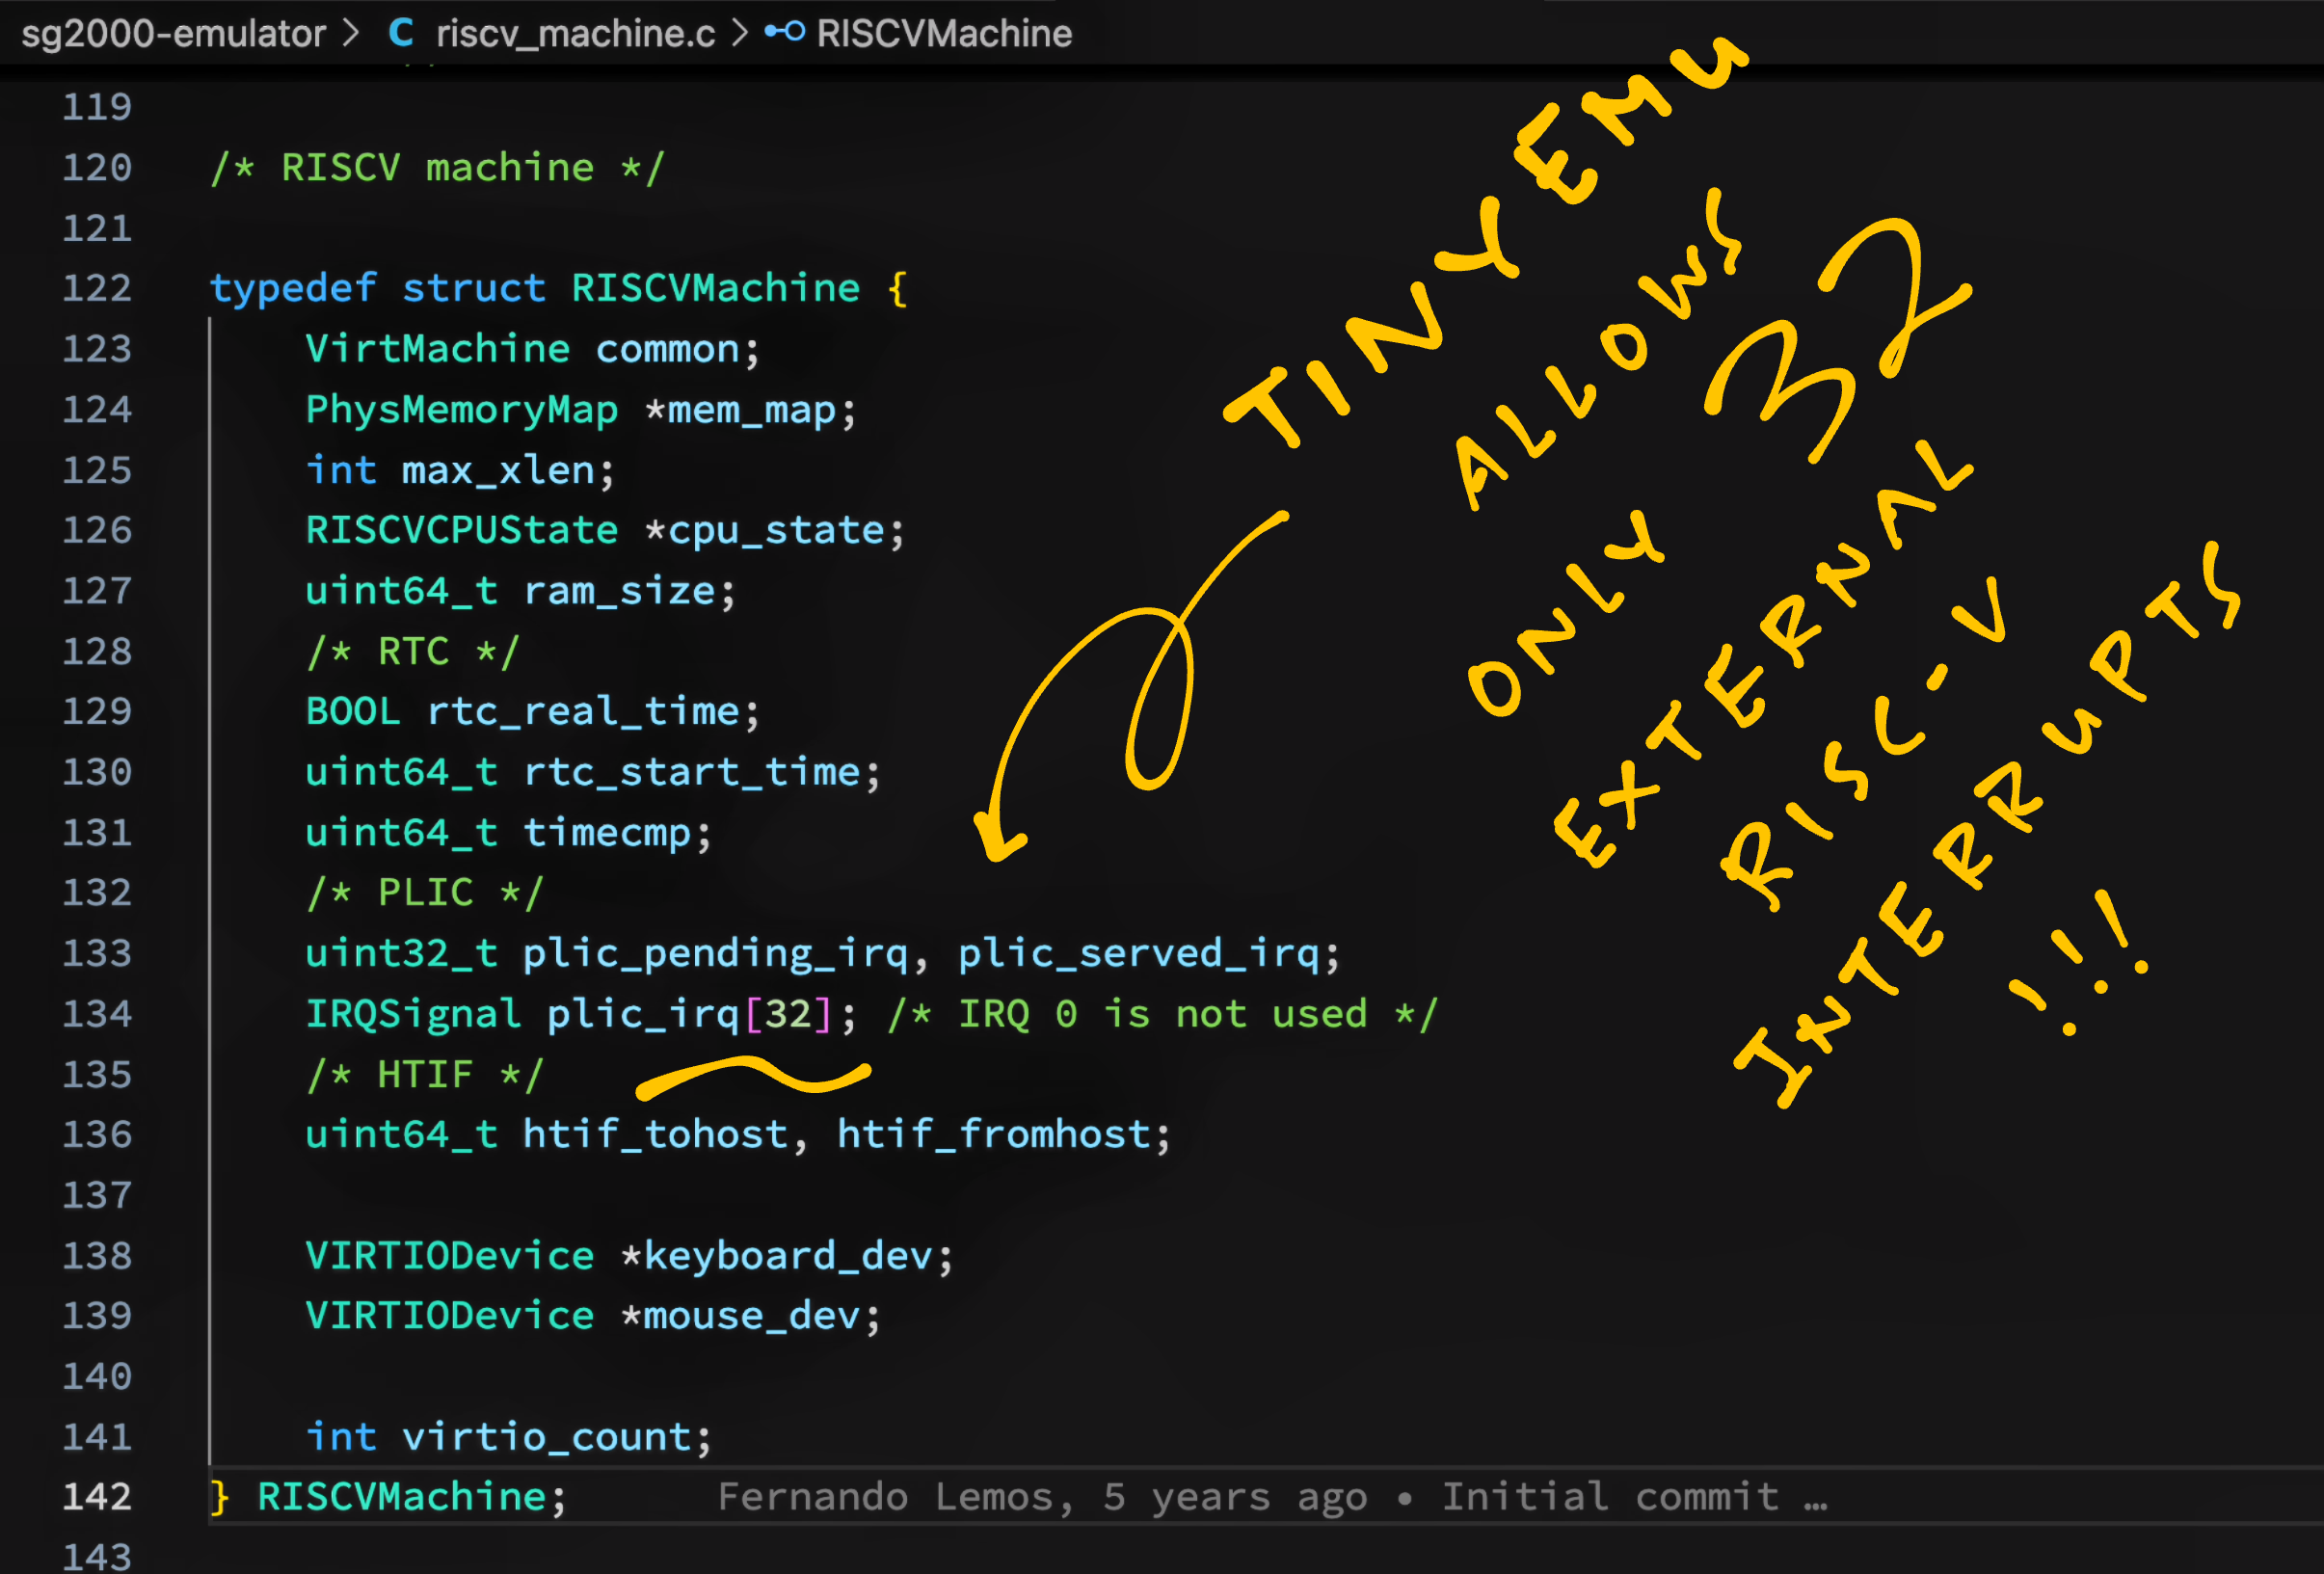 sg2000-emulator > C riscv_machine.c > RISCVMachine
119
120 /* RISCV machine */
121
122 typedef struct RISCVMachine {
123 VirtMachine common;
124 PhysMemoryMap *mem_map;
125 int max_xlen;
126 RISCVCPUState *cpu_state;
127 uint64_t ram_size;
128 /* RTC */
129 BOOL rtc_real_time;
130 uint64_t rtc_start_time;
131 uint64_t timecmp;
132 /* PLIC */
133 uint32_t plic_pending_irq, plic_served_irq;
134 IRQSignal plic_irq[32]; /* IRQ 0 is not used */
135 /* HTIF */
136 uint64_t htif_tohost, htif_fromhost;
137
138 VIRTIODevice *keyboard_dev;
139 VIRTIODevice *mouse_dev;
140
141 int virtio_count;
142 } RISCVMachine; Fernando Lemos, 5 years ago • Initial commit …
143
TINYEMU
ALLOWS
ONLY 32
EXTERNAL
RISC-V
INTERRUPTS
!!!